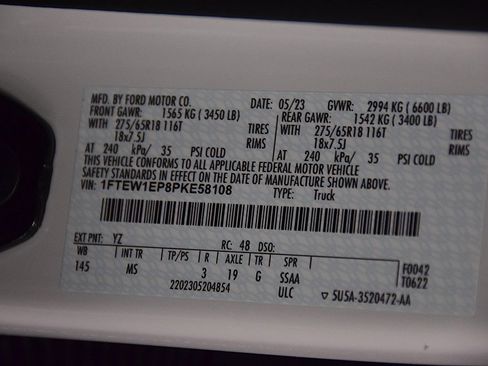 MFD. BY FORD MOTOR CO. DATE: 05/23 GVWR: 2994 KG (6600 LB)
FRONT GAWR: 1565 KG (3450 LB) REAR GAWR: 1542 KG (3400 LB)
WITH 275/65R18 116T TIRES WITH 275/65R18 116T TIRES
18x7.5J RIMS 18x7.5J RIMS
AT 240 kPa/ 35 PSI COLD AT 240 kPa/ 35 PSI COLD
THIS VEHICLE CONFORMS TO ALL APPLICABLE FEDERAL MOTOR VEHICLE
SAFETY STANDARDS IN EFFECT ON THE DATE OF MANUFACTURE SHOWN ABOVE.
VIN: 1FTEW1EP8PKE58108 TYPE: Truck
EXT PNT: YZ RC: 48 DSO:
WB INT TR TP/PS R AXLE TR SPR F0042
145 MS 3 19 G SSAA T0622
2202305204854 ULC ▽ 5U5A-3520472-AA